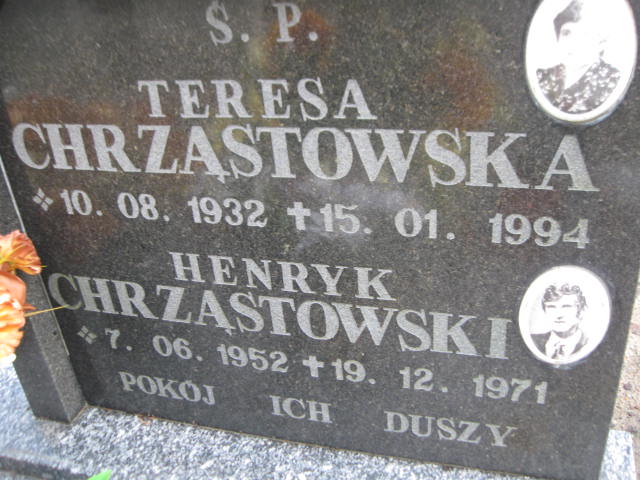 S. P.
TERESA
CHRZĄSTOWSKA
10. 08. 1932 ✝ 15. 01. 1994
HENRYK
CHRZĄSTOWSKI
7. 06. 1952 ✝ 19. 12. 1971
POKÓJ ICH DUSZY